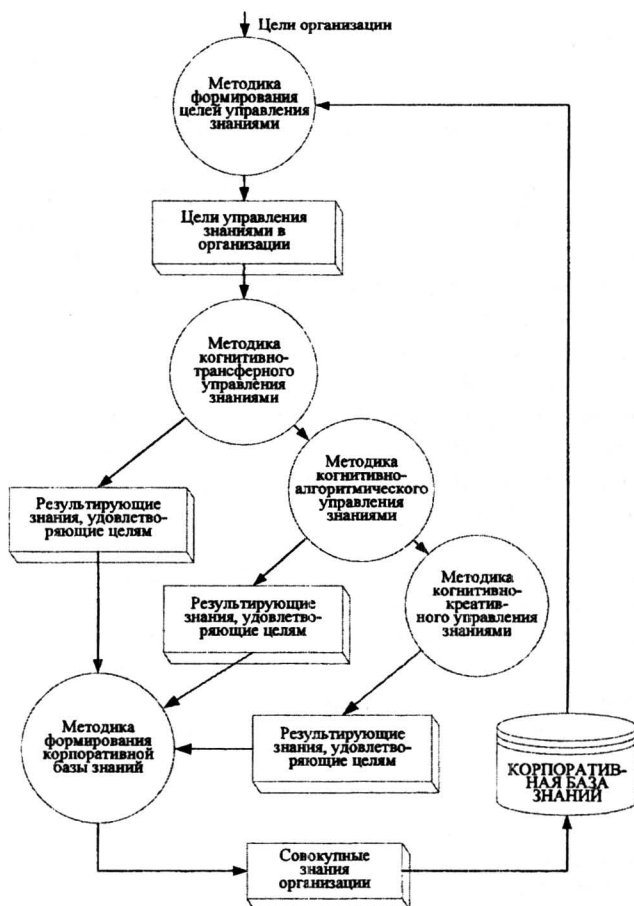 Цели организации
Методика
формирования
целей управления
знаниями
Цели управления
знаниями в
организации
Методика
когнитивно-
трансферного
управления
знаниями
Методика
когнитивно-
алгоритмического
управления
знаниями
Результирующие
знания, удовлетво-
ряющие целям
Результирующие
знания, удовлетво-
ряющие целям
Методика
когнитивно-
креатив-
ного управления
знаниями
Методика
формирования
корпоративной
базы знаний
Результирующие
знания, удовлетво-
ряющие целям
КОРПОРАТИВ-
НАЯ БАЗА
ЗНАНИЙ
Совокупные
знания
организации